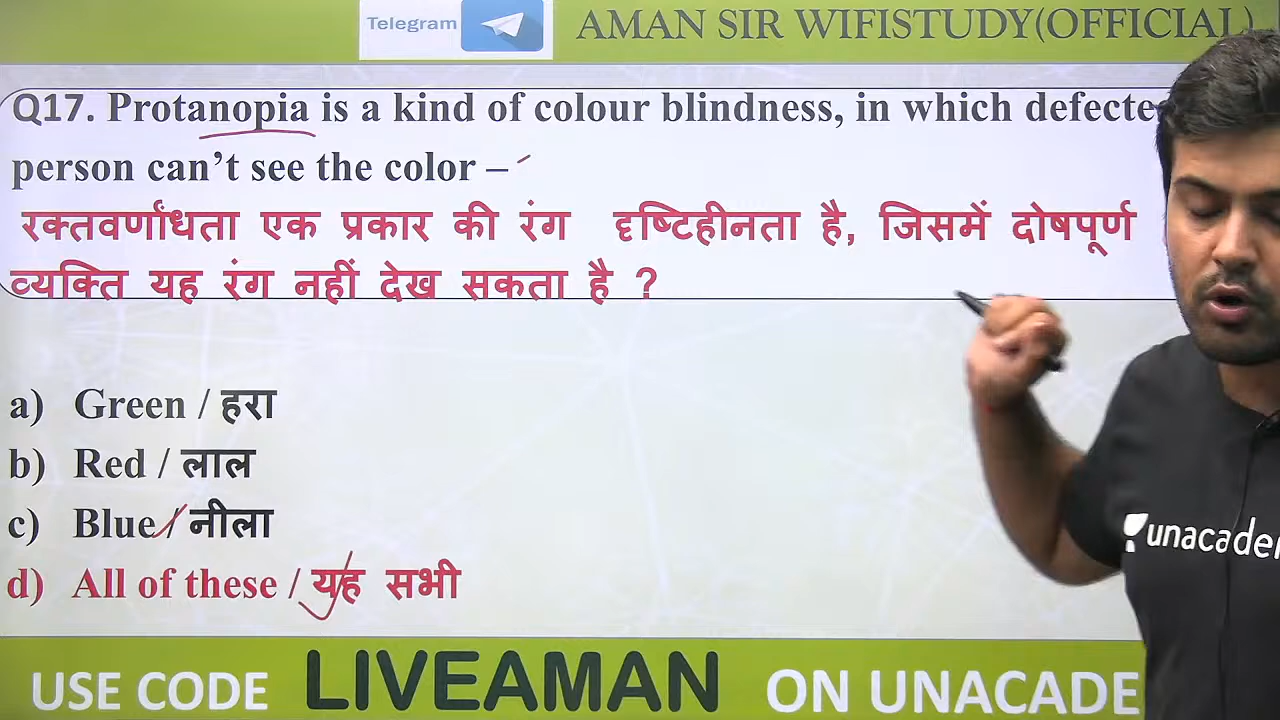 Telegram
AMAN SIR WIFISTUDY(OFFICIAL)
Q17. Protanopia is a kind of colour blindness, in which defecte
person can't see the color –
रक्तवर्णांधता एक प्रकार की रंग दृष्टिहीनता है, जिसमें दोषपूर्ण
व्यक्ति यह रंग नहीं देख सकता है ?
a) Green / हरा
b) Red / लाल
c) Blue / नीला
d) All of these / यह सभी
unacade
USE CODE LIVEAMAN ON UNACADE